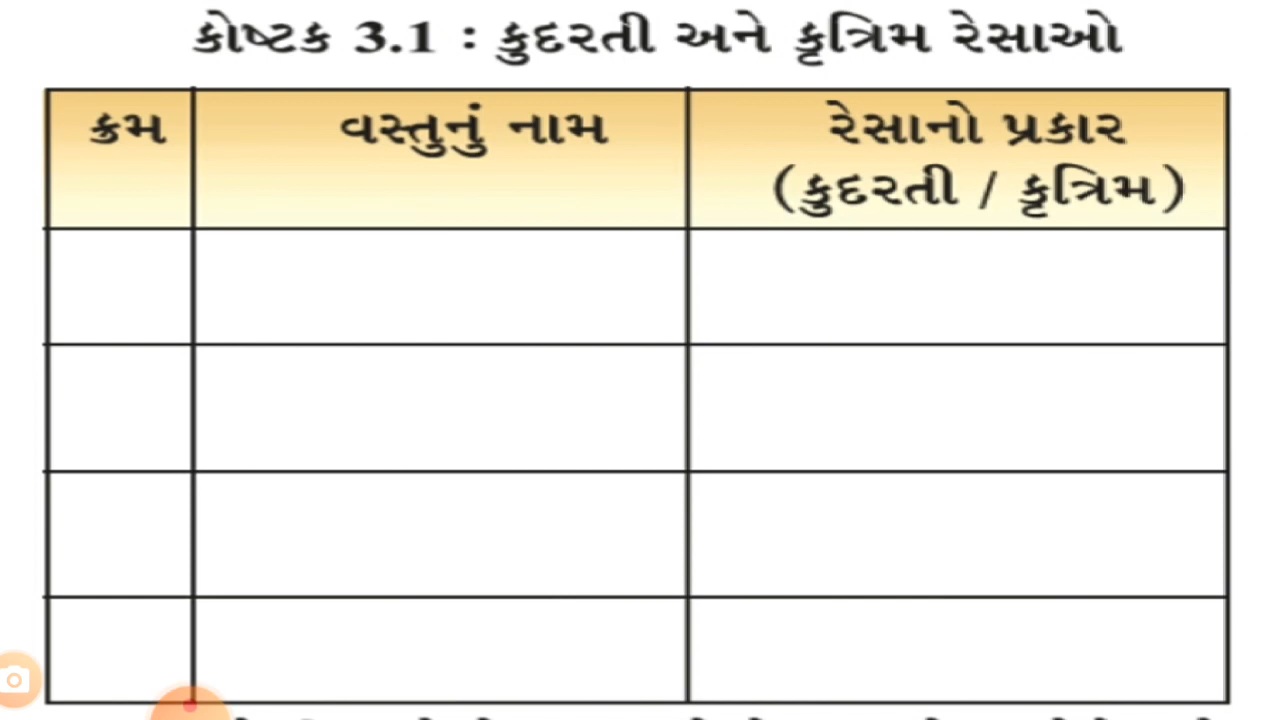 કોષ્ટક 3.1 : કુદરતી અને કૃત્રિમ રેસાઓ
ક્રમ
વસ્તુનું નામ
રેસાનો પ્રકાર
(કુદરતી / કૃત્રિમ)